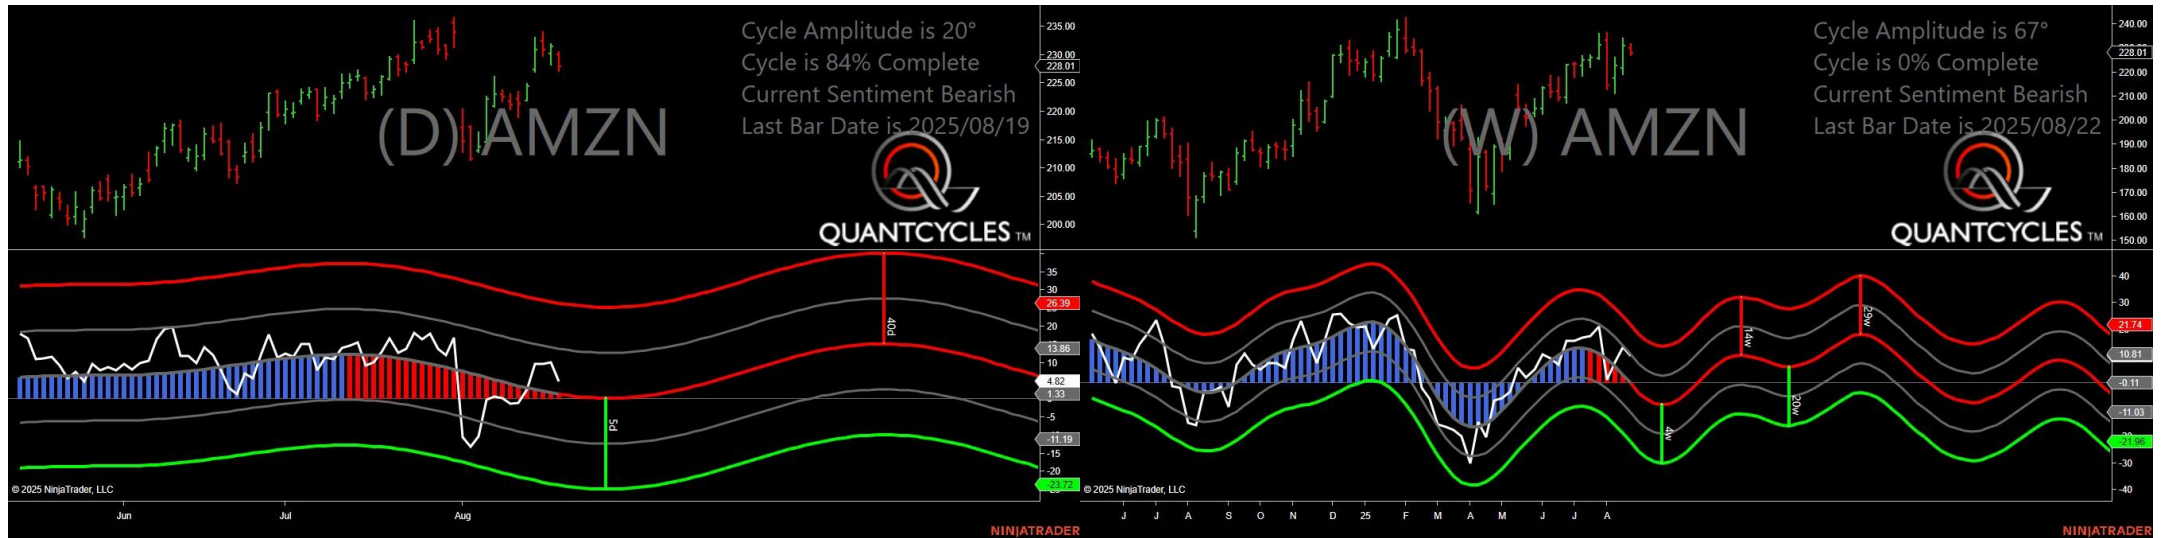 Cycle Amplitude is 20°
Cycle is 84% Complete
Current Sentiment Bearish
Last Bar Date is 2025/08/19
(D) AMZN
QUANTCYCLES TM
235.00
230.00
228.01
225.00
220.00
215.00
210.00
205.00
200.00
35
30
26.39
20
15
13.86
10
4.82
1.33
-5
-11.19
-15
-20
-23.72
40d
5d
© 2025 NinjaTrader, LLC
Jun Jul Aug
NINJATRADER
Cycle Amplitude is 67°
Cycle is 0% Complete
Current Sentiment Bearish
Last Bar Date is 2025/08/22
(W) AMZN
QUANTCYCLES TM
240.00
228.01
220.00
210.00
200.00
190.00
180.00
170.00
160.00
150.00
40
30
21.74
10.81
-0.11
-11.03
-21.96
-30
-40
14w
29w
4w
20w
© 2025 NinjaTrader, LLC
J J A S O N D 25 F M A M J J A
NINJATRADER